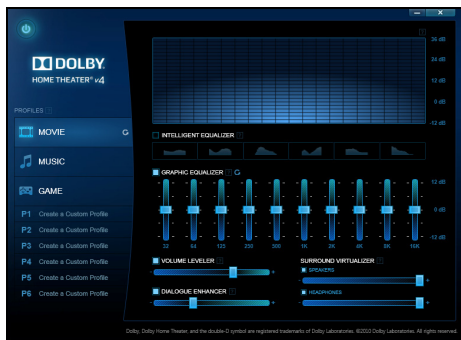 DOLBY
HOME THEATER® v4
PROFILES
MOVIE
MUSIC
GAME
P1 Create a Custom Profile
P2 Create a Custom Profile
P3 Create a Custom Profile
P4 Create a Custom Profile
P5 Create a Custom Profile
P6 Create a Custom Profile
36 dB
24 dB
12 dB
0 dB
-12 dB
INTELLIGENT EQUALIZER
GRAPHIC EQUALIZER
12 dB
0 dB
-12 dB
32 64 125 250 500 1K 2K 4K 8K 16K
VOLUME LEVELER
- +
DIALOGUE ENHANCER
- +
SURROUND VIRTUALIZER
SPEAKERS
- +
HEADPHONES
- +
Dolby, Dolby Home Theater, and the double-D symbol are registered trademarks of Dolby Laboratories. ©2010 Dolby Laboratories. All rights reserved.